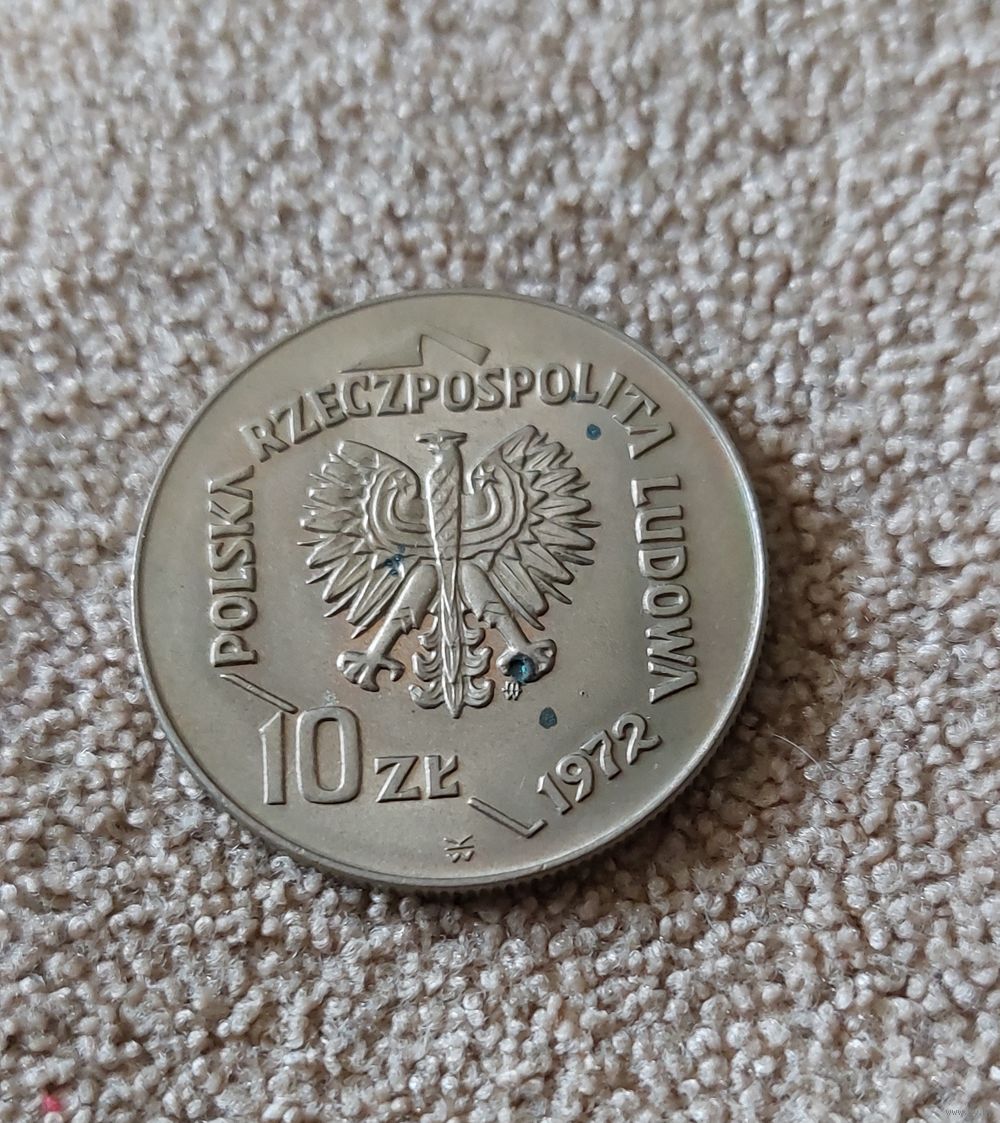 POLSKA RZECZPOSPOLITA LUDOWA
1972
10 ZŁ